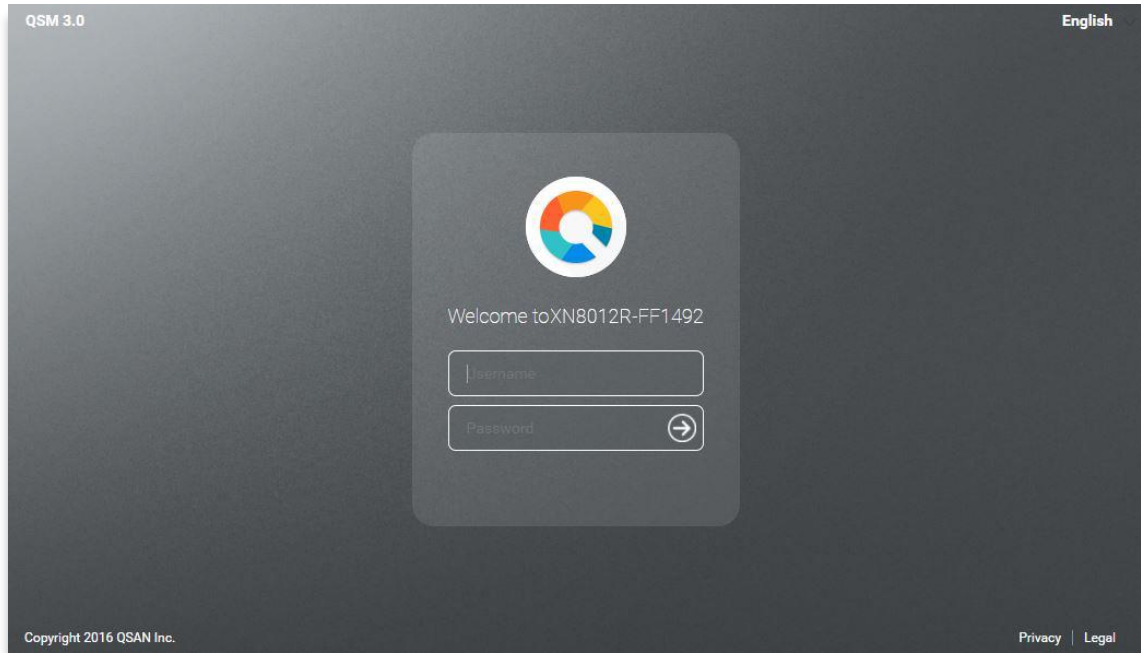 QSM 3.0
English
Welcome toXN8012R-FF1492
Username
Password
Copyright 2016 QSAN Inc.
Privacy | Legal